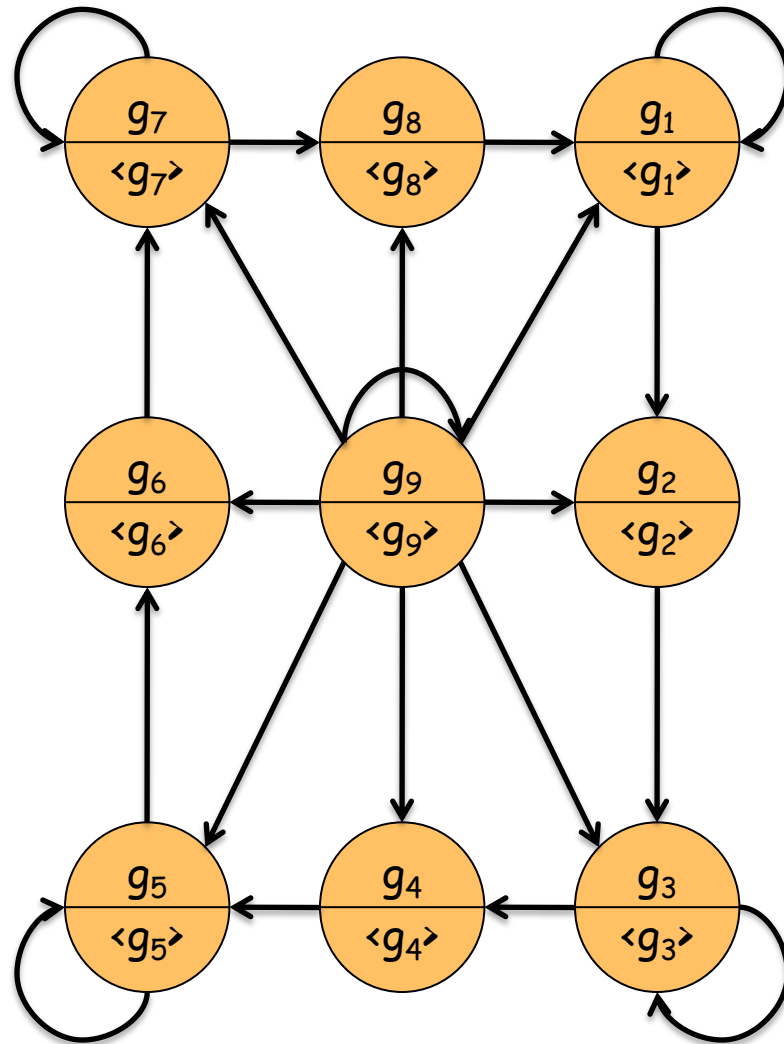 g₇
<g₇>
g₈
<g₈>
g₁
<g₁>
g₆
<g₆>
g₉
<g₉>
g₂
<g₂>
g₅
<g₅>
g₄
<g₄>
g₃
<g₃>